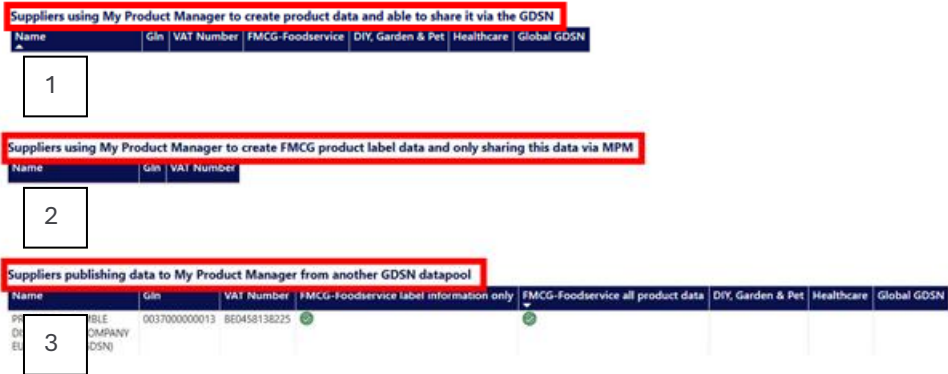 Suppliers using My Product Manager to create product data and able to share it via the GDSN
Name Gln VAT Number FMCG-Foodservice DIY, Garden & Pet Healthcare Global GDSN
1
Suppliers using My Product Manager to create FMCG product label data and only sharing this data via MPM
Name Gln VAT Number
2
Suppliers publishing data to My Product Manager from another GDSN datapool
Name Gln VAT Number FMCG-Foodservice label information only FMCG-Foodservice all product data DIY, Garden & Pet Healthcare Global GDSN
0037000000013 BE0458138225
3